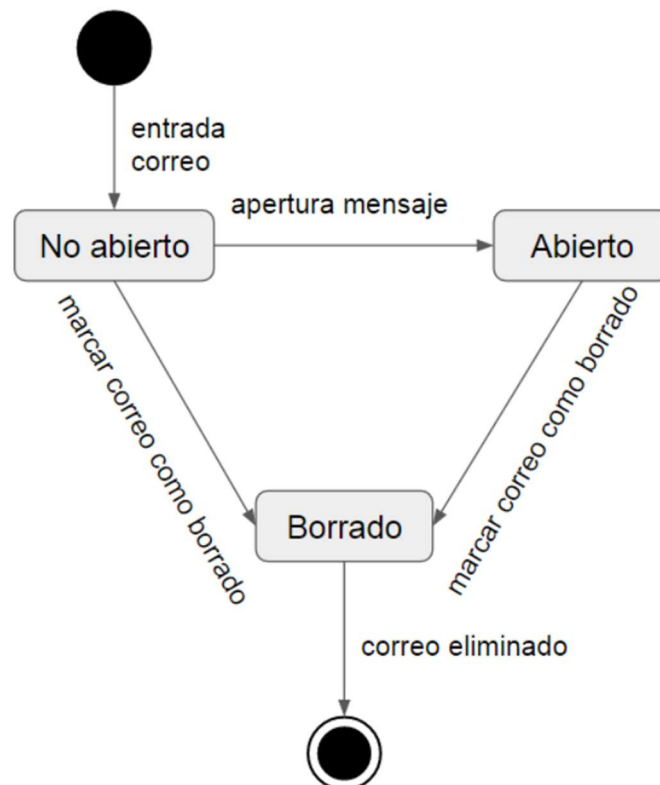 entrada
correo
apertura mensaje
No abierto
Abierto
marcar correo como borrado
marcar correo como borrado
Borrado
correo eliminado